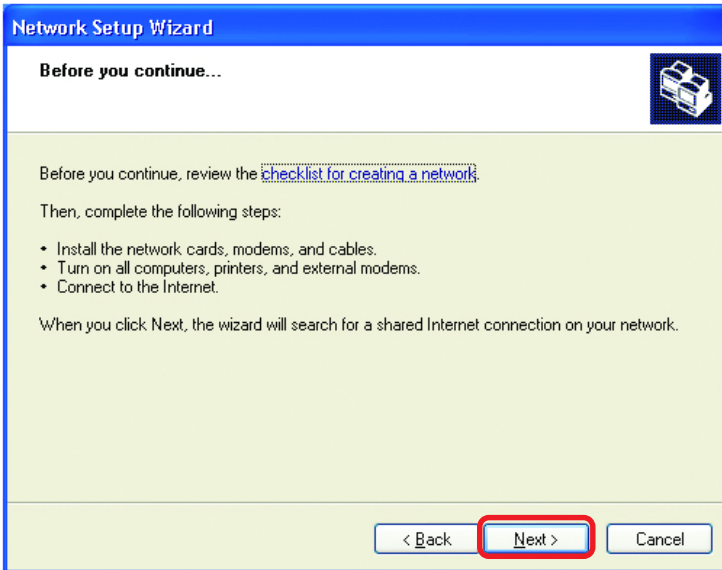 Network Setup Wizard
Before you continue...
Before you continue, review the checklist for creating a network.
Then, complete the following steps:
• Install the network cards, modems, and cables.
• Turn on all computers, printers, and external modems.
• Connect to the Internet.
When you click Next, the wizard will search for a shared Internet connection on your network.
< Back Next > Cancel